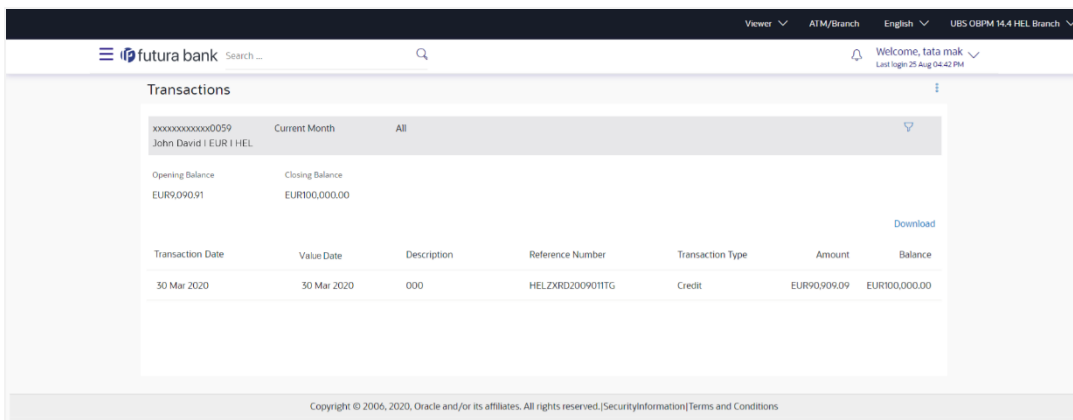 Viewer ATM/Branch English UBS OBPM 14.4 HEL Branch
futura bank Search ... Welcome, tata mak
Last login 25 Aug 04:42 PM
Transactions
xxxxxxxxxxxx0059 Current Month All
John David I EUR I HEL
Opening Balance Closing Balance
EUR9,090.91 EUR100,000.00
Download
Transaction Date Value Date Description Reference Number Transaction Type Amount Balance
30 Mar 2020 30 Mar 2020 000 HELZXRD2009011TG Credit EUR90,909.09 EUR100,000.00
Copyright © 2006, 2020, Oracle and/or its affiliates. All rights reserved.|SecurityInformation|Terms and Conditions